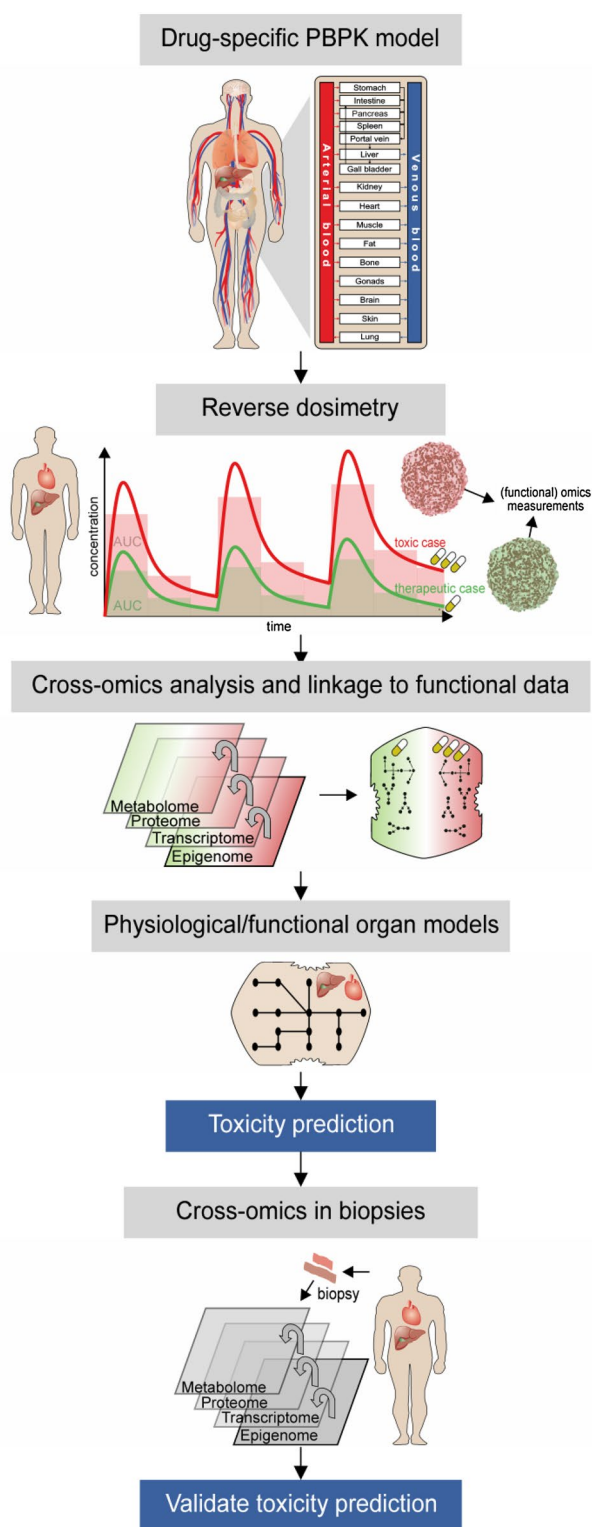 Drug-specific PBPK model
Stomach
Intestine
Pancreas
Spleen
Portal vein
Liver
Gall bladder
Kidney
Heart
Muscle
Fat
Bone
Gonads
Brain
Skin
Lung
Arterial blood
Venous blood
Reverse dosimetry
concentration
AUC
AUC
toxic case
therapeutic case
time
(functional) omics
measurements
Cross-omics analysis and linkage to functional data
Metabolome
Proteome
Transcriptome
Epigenome
Physiological/functional organ models
Toxicity prediction
Cross-omics in biopsies
biopsy
Metabolome
Proteome
Transcriptome
Epigenome
Validate toxicity prediction